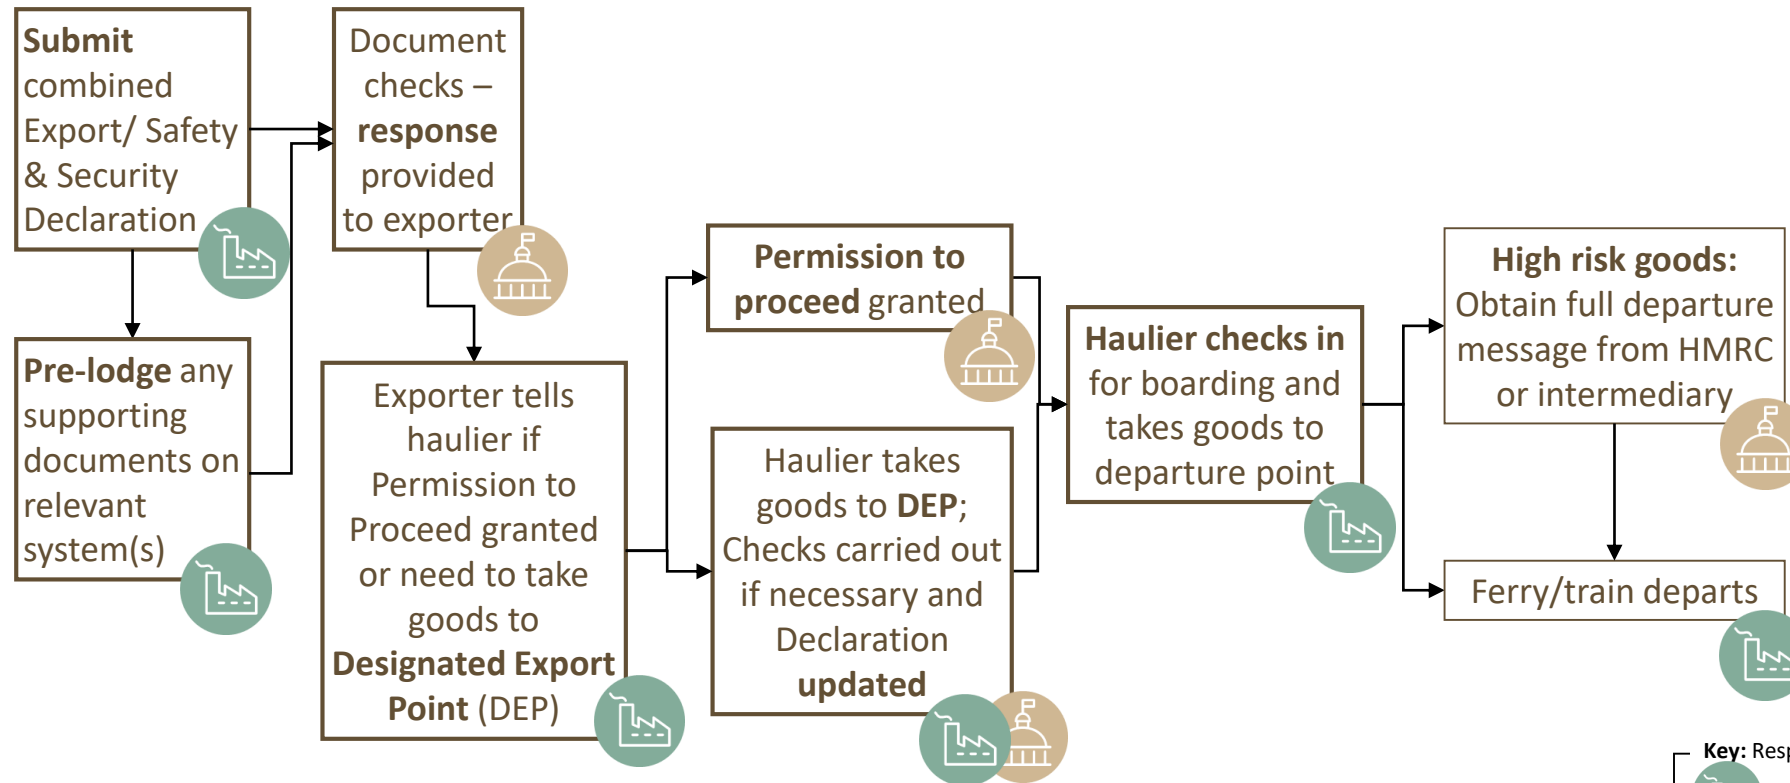 Submit
combined
Export/ Safety
& Security
Declaration
Pre-lodge any
supporting
documents on
relevant
system(s)
Document
checks –
response
provided
to exporter
Exporter tells
haulier if
Permission to
Proceed granted
or need to take
goods to
Designated Export
Point (DEP)
Permission to
proceed granted
Haulier takes
goods to DEP;
Checks carried out
if necessary and
Declaration
updated
Haulier checks in
for boarding and
takes goods to
departure point
High risk goods:
Obtain full departure
message from HMRC
or intermediary
Ferry/train departs
Key: